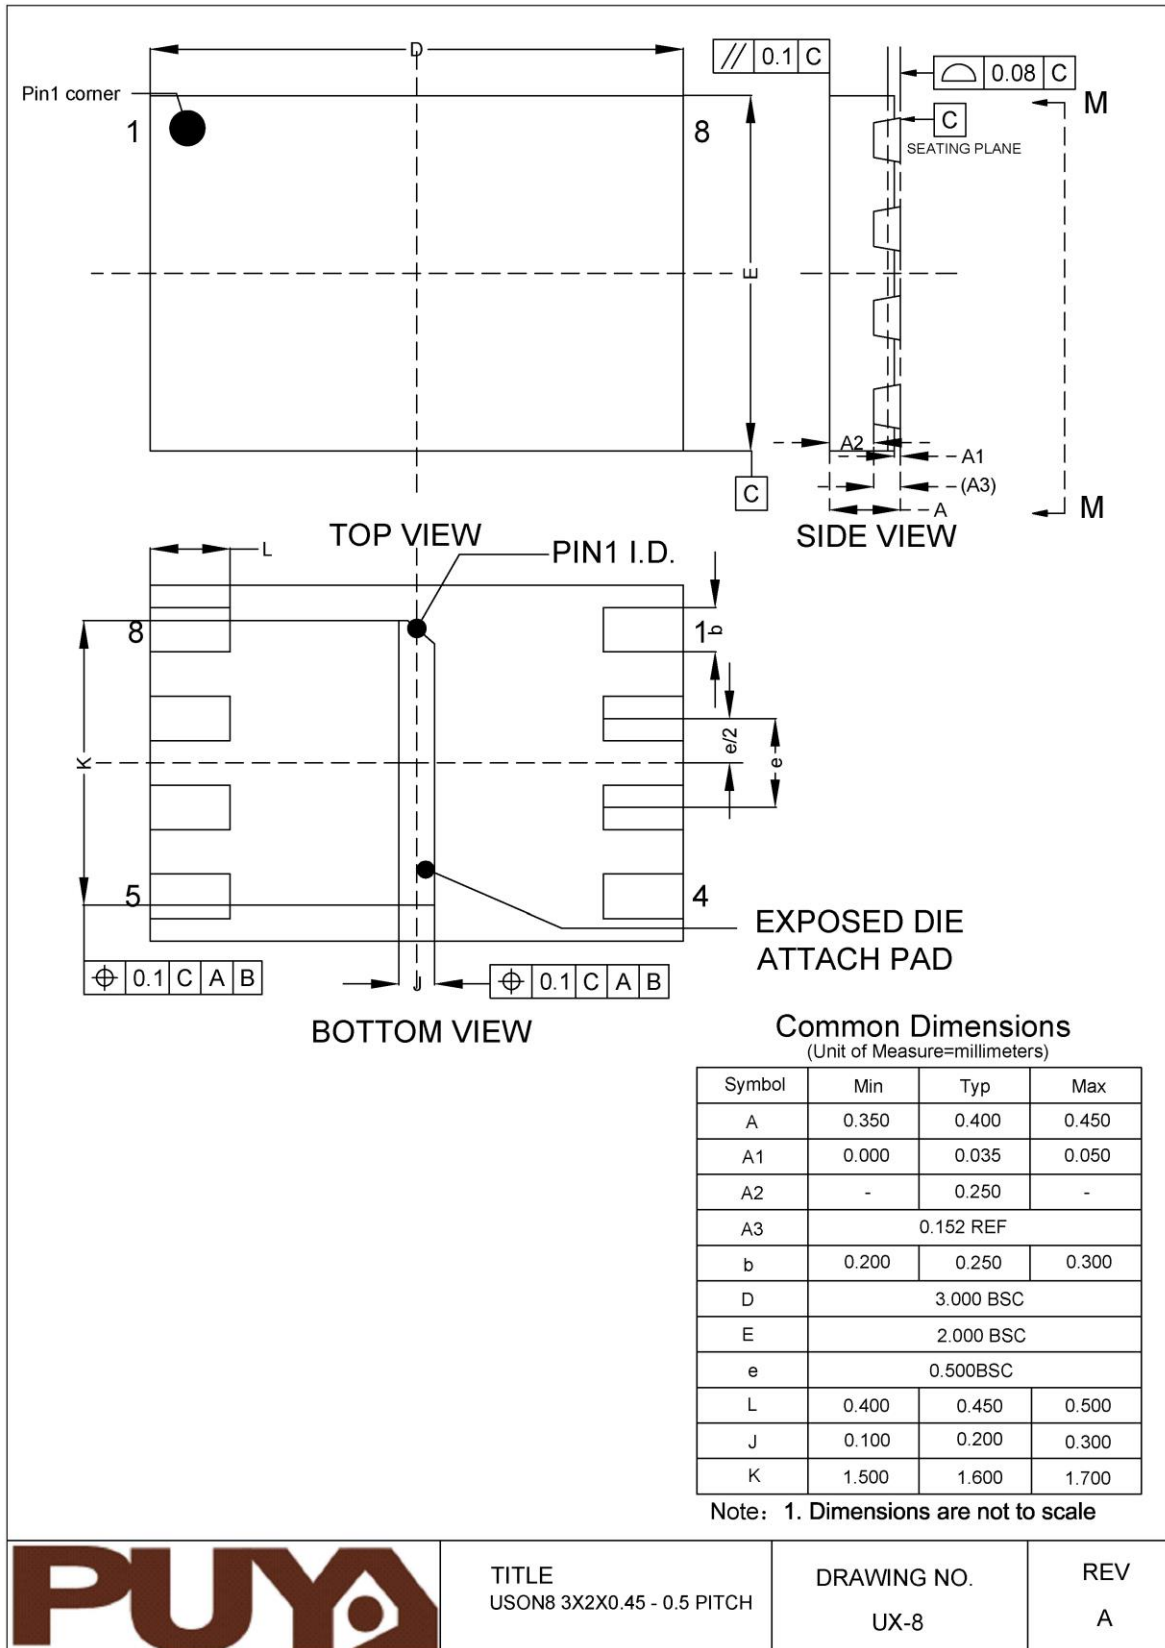 D
// 0.1 C
⌓ 0.08 C
Pin1 corner
M
1
8
C
SEATING PLANE
E
A2
A1
(A3)
C
A
M
TOP VIEW
SIDE VIEW
L
PIN1 I.D.
8
1
b
e/2
K
e
5
4
EXPOSED DIE
ATTACH PAD
⌖ 0.1 C A B
J
⌖ 0.1 C A B
BOTTOM VIEW
Common Dimensions
(Unit of Measure=millimeters)
Symbol Min Typ Max
A 0.350 0.400 0.450
A1 0.000 0.035 0.050
A2 - 0.250 -
A3 0.152 REF
b 0.200 0.250 0.300
D 3.000 BSC
E 2.000 BSC
e 0.500BSC
L 0.400 0.450 0.500
J 0.100 0.200 0.300
K 1.500 1.600 1.700
Note: 1. Dimensions are not to scale
PUYA
TITLE
USON8 3X2X0.45 - 0.5 PITCH
DRAWING NO.
UX-8
REV
A